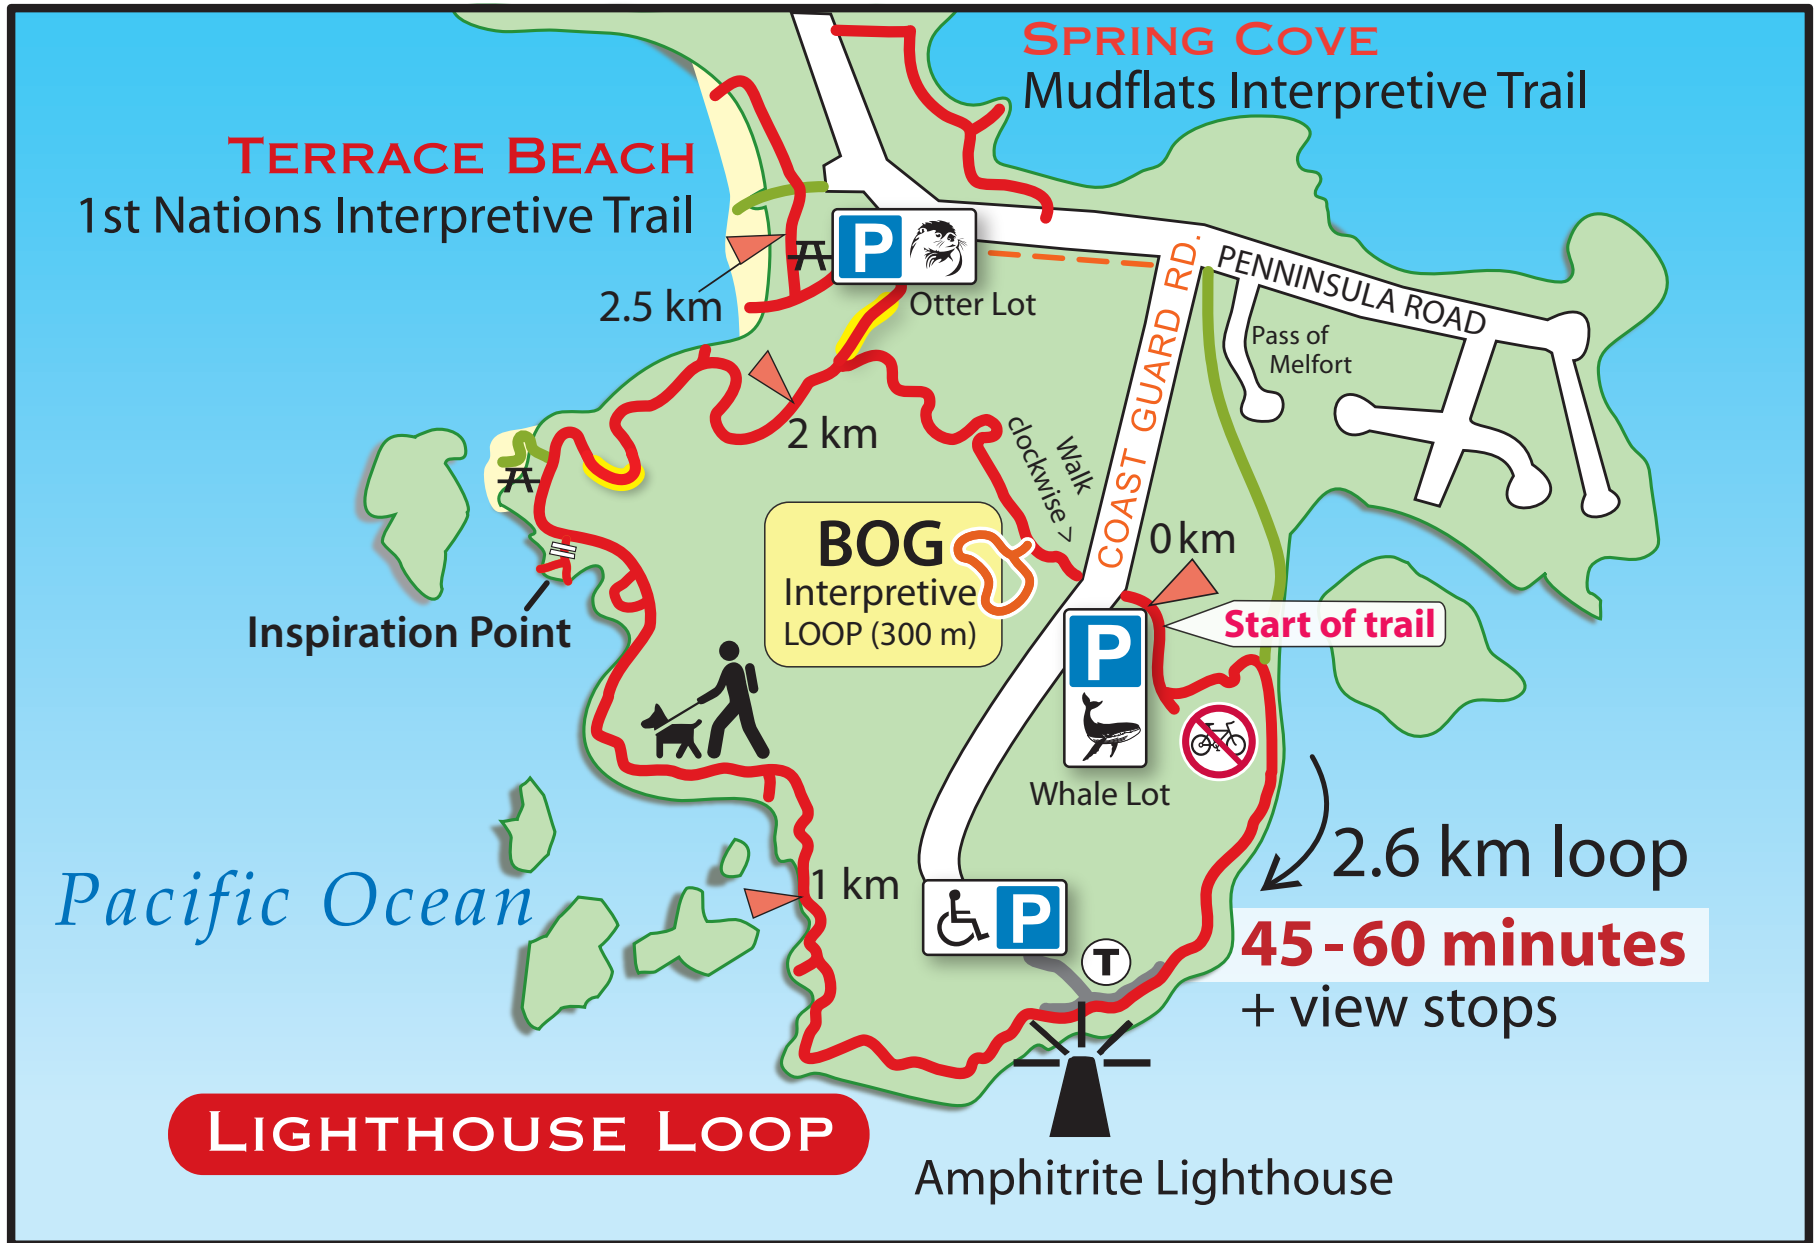 SPRING COVE
Mudflats Interpretive Trail
TERRACE BEACH
1st Nations Interpretive Trail
P
Otter Lot
2.5 km
PENNINSULA ROAD
COAST GUARD RD.
Pass of
Melfort
2 km
Walk
clockwise >
BOG
Interpretive
LOOP (300 m)
0 km
Start of trail
Inspiration Point
P
Whale Lot
2.6 km loop
45-60 minutes
+ view stops
1 km
Pacific Ocean
P
T
LIGHTHOUSE LOOP
Amphitrite Lighthouse